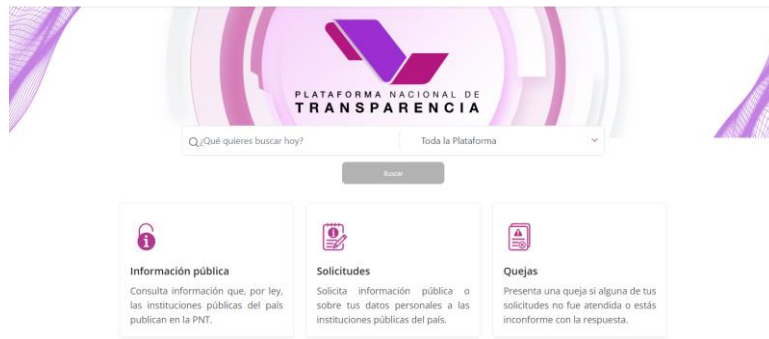 PLATAFORMA NACIONAL DE
TRANSPARENCIA
¿Qué quieres buscar hoy?
Toda la Plataforma
Buscar
Información pública
Consulta información que, por ley,
las instituciones públicas del país
publican en la PNT.
Solicitudes
Solicita información pública o
sobre tus datos personales a las
instituciones públicas del país.
Quejas
Presenta una queja si alguna de tus
solicitudes no fue atendida o estás
inconforme con la respuesta.